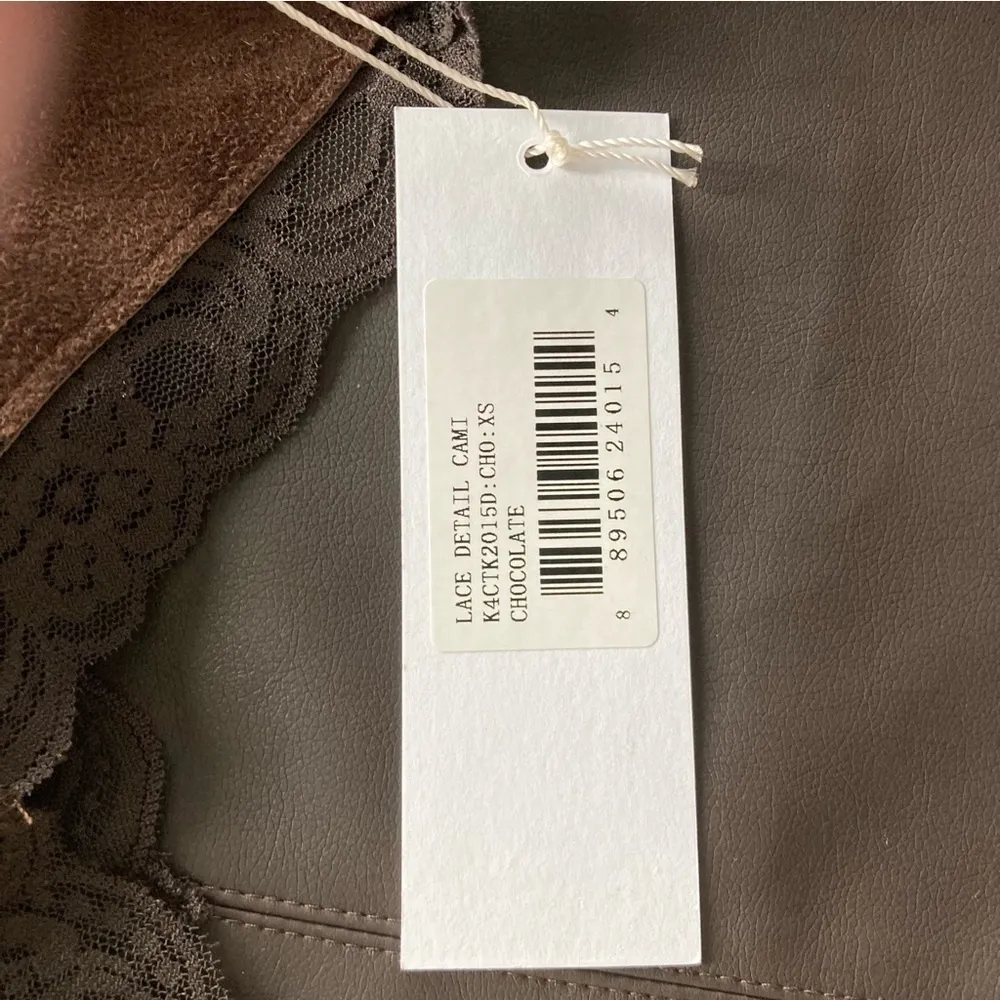 LACE DETAIL CAMI
K4CTK2015D:CHO:XS
CHOCOLATE
8 89506 24015 4